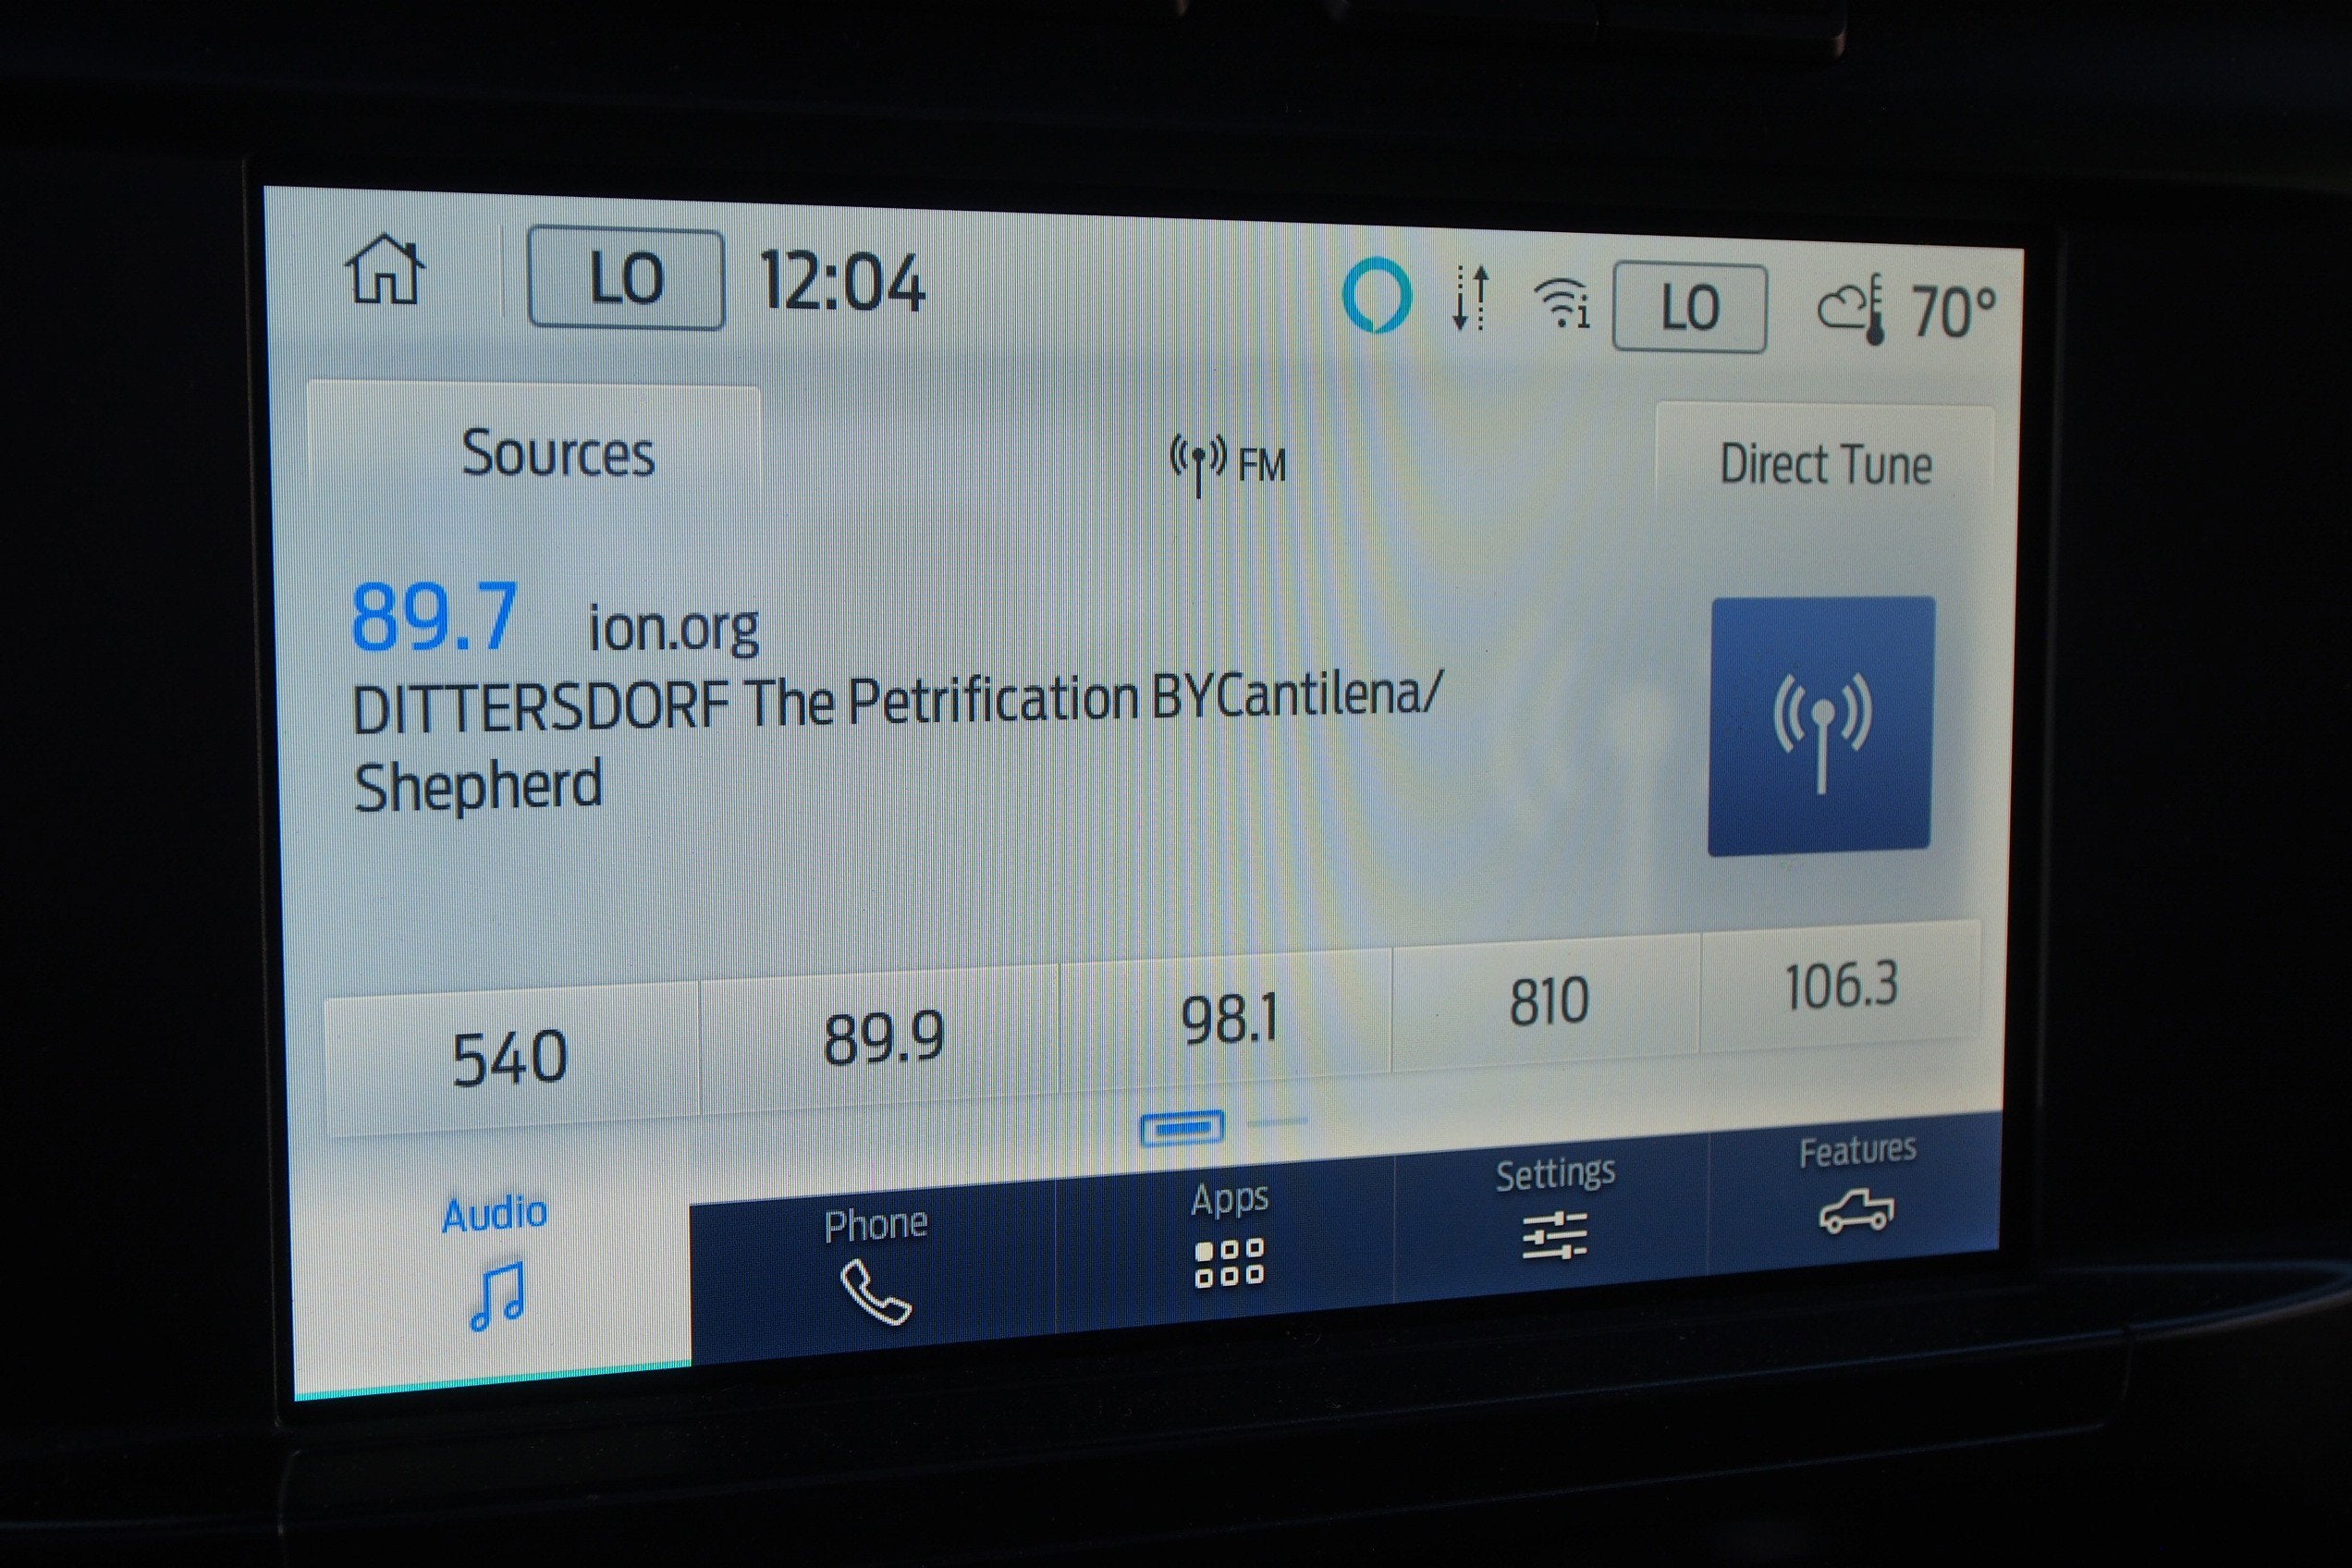 LO 12:04 LO 70°
Sources FM Direct Tune
89.7 ion.org
DITTERSDORF The Petrification BYCantilena/
Shepherd
540 89.9 98.1 810 106.3
Audio Phone Apps Settings Features